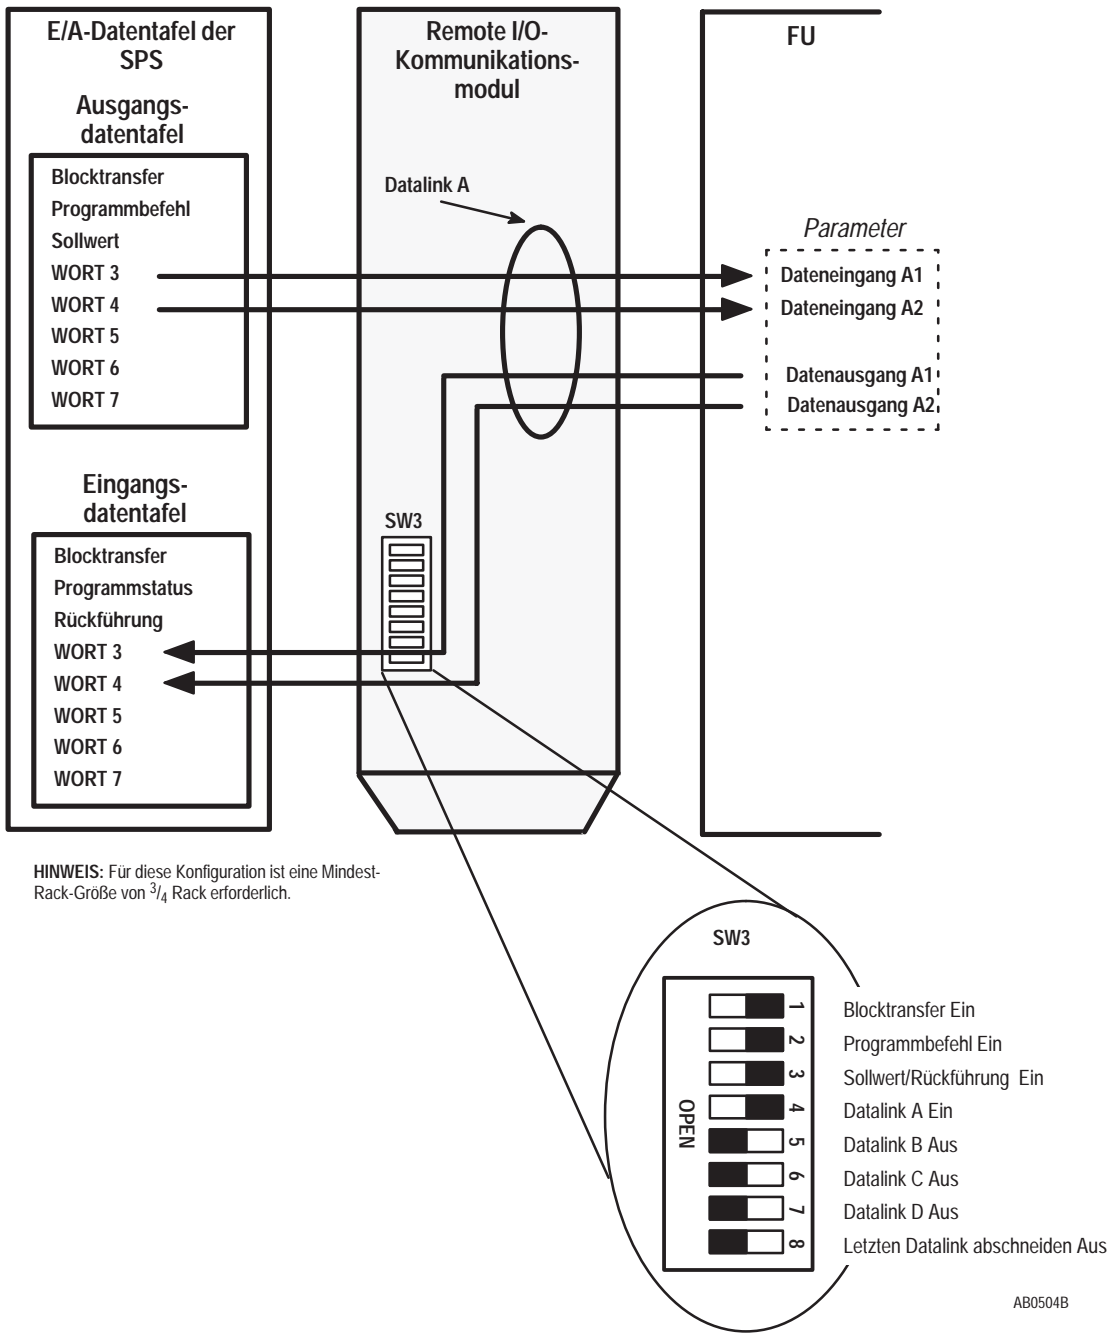 E/A-Datentafel der
SPS
Ausgangs-
datentafel
Blocktransfer
Programmbefehl
Sollwert
WORT 3
WORT 4
WORT 5
WORT 6
WORT 7
Eingangs-
datentafel
Blocktransfer
Programmstatus
Rückführung
WORT 3
WORT 4
WORT 5
WORT 6
WORT 7
Remote I/O-
Kommunikations-
modul
Datalink A
SW3
FU
Parameter
Dateneingang A1
Dateneingang A2
Datenausgang A1
Datenausgang A2
HINWEIS: Für diese Konfiguration ist eine Mindest-
Rack-Größe von 3/4 Rack erforderlich.
SW3
OPEN
1 Blocktransfer Ein
2 Programmbefehl Ein
3 Sollwert/Rückführung Ein
4 Datalink A Ein
5 Datalink B Aus
6 Datalink C Aus
7 Datalink D Aus
8 Letzten Datalink abschneiden Aus
AB0504B